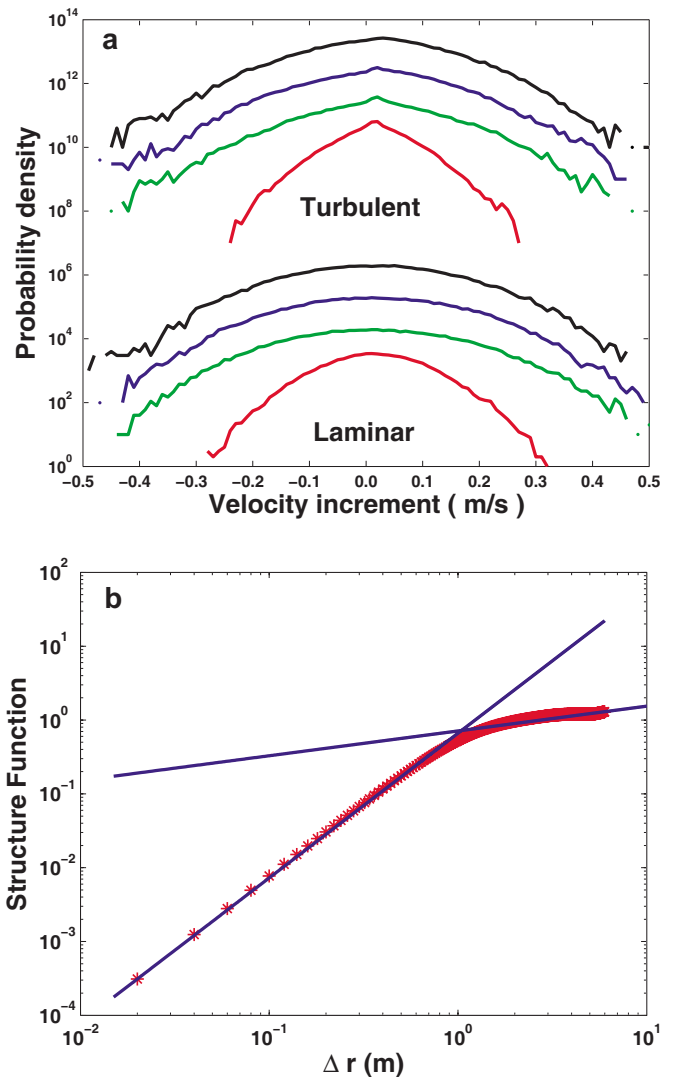 a
Probability density
10^14
10^12
10^10
10^8
10^6
10^4
10^2
10^0
Turbulent
Laminar
−0.5 −0.4 −0.3 −0.2 −0.1 0.0 0.1 0.2 0.3 0.4 0.5
Velocity increment ( m/s )
b
Structure Function
10^2
10^1
10^0
10^−1
10^−2
10^−3
10^−4
10^−2 10^−1 10^0 10^1
Δ r (m)